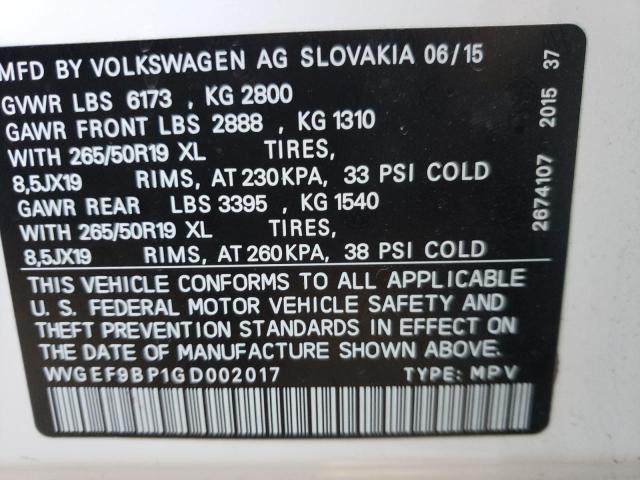 MFD BY VOLKSWAGEN AG SLOVAKIA 06/15
GVWR LBS 6173 , KG 2800
GAWR FRONT LBS 2888 , KG 1310
WITH 265/50R19 XL TIRES,
8,5JX19 RIMS, AT 230KPA, 33 PSI COLD
GAWR REAR LBS 3395 , KG 1540
WITH 265/50R19 XL TIRES,
8,5JX19 RIMS, AT 260KPA, 38 PSI COLD
THIS VEHICLE CONFORMS TO ALL APPLICABLE
U. S. FEDERAL MOTOR VEHICLE SAFETY AND
THEFT PREVENTION STANDARDS IN EFFECT ON
THE DATE OF MANUFACTURE SHOWN ABOVE.
WVGEF9BP1GD002017 TYPE: MPV
2674107 2015 37